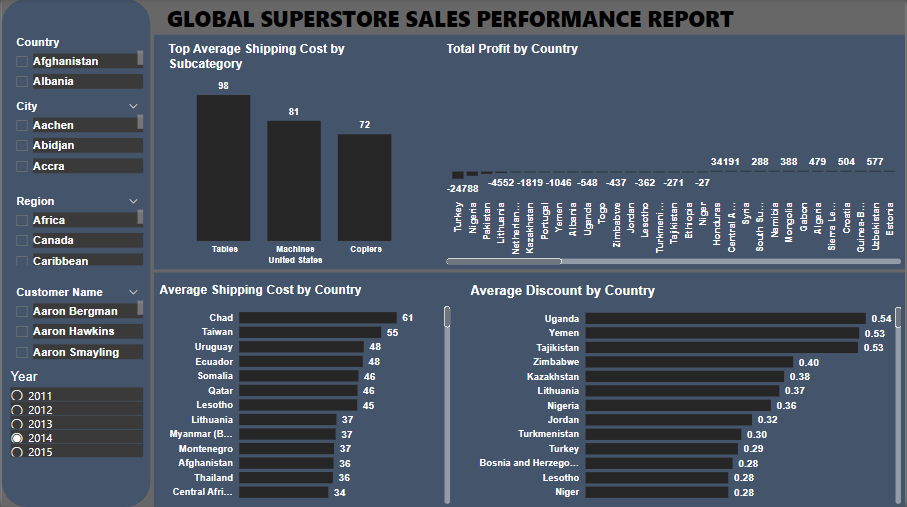 GLOBAL SUPERSTORE SALES PERFORMANCE REPORT
Country
Afghanistan
Albania
City
Aachen
Abidjan
Accra
Region
Africa
Canada
Caribbean
Customer Name
Aaron Bergman
Aaron Hawkins
Aaron Smayling
Year
2011
2012
2013
2014
2015
Top Average Shipping Cost by
Subcategory
98
81
72
Tables
Machines
Copiers
United States
Total Profit by Country
34191 288 388 479 504 577
-24788 -4552 -1819 -1046 -548 -437 -362 -271 -27
Turkey
Nigeria
Pakistan
Lithuania
Netherlan...
Kazakhstan
Portugal
Yemen
Albania
Uganda
Togo
Zimbabwe
Jordan
Lesotho
Turkmeni...
Tajikistan
Ethiopia
Niger
Honduras
Central A...
Syria
South Su...
Namibia
Mongolia
Gabon
Algeria
Sierra Le...
Croatia
Guinea-B...
Uzbekistan
Estonia
Average Shipping Cost by Country
Chad 61
Taiwan 55
Uruguay 48
Ecuador 48
Somalia 46
Qatar 46
Lesotho 45
Lithuania 37
Myanmar (B... 37
Montenegro 37
Afghanistan 36
Thailand 36
Central Afri... 34
Average Discount by Country
Uganda 0.54
Yemen 0.53
Tajikistan 0.53
Zimbabwe 0.40
Kazakhstan 0.38
Lithuania 0.37
Nigeria 0.36
Jordan 0.32
Turkmenistan 0.30
Turkey 0.29
Bosnia and Herzego... 0.28
Lesotho 0.28
Niger 0.28